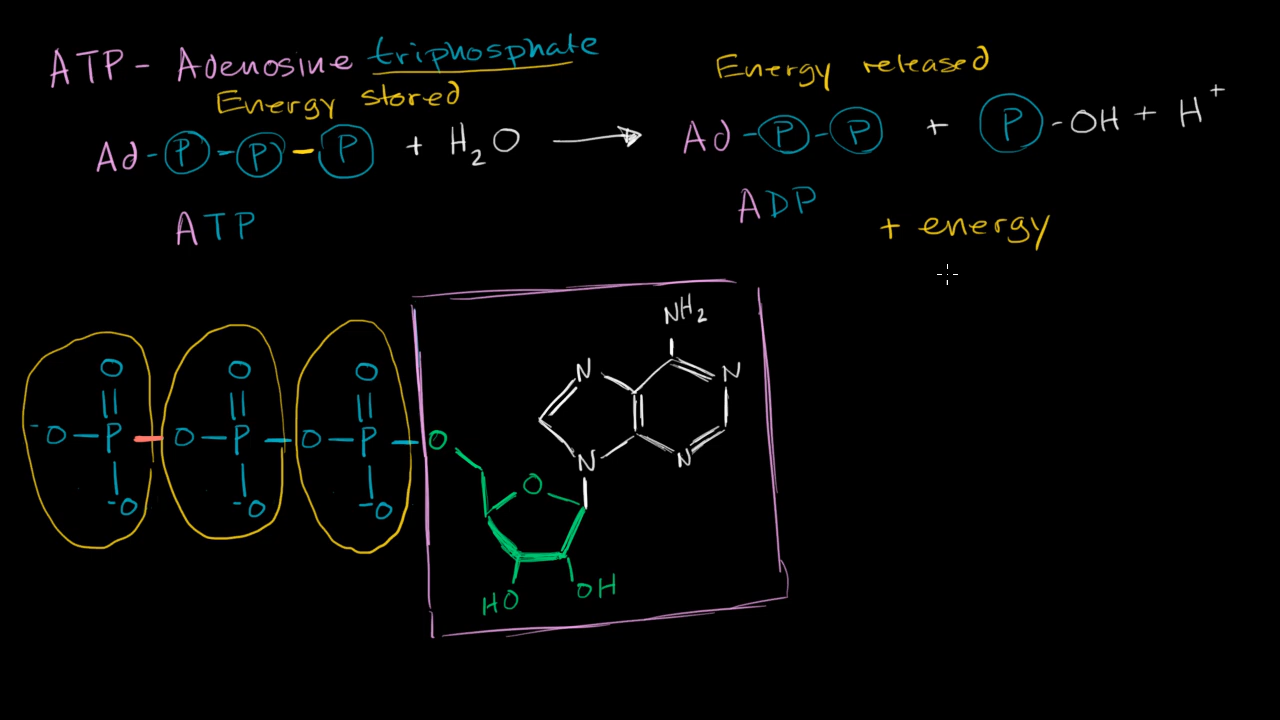 ATP - Adenosine triphosphate
Energy stored
Energy released
Ad - P - P - P + H₂O → Ad - P - P + P - OH + H⁺
ATP
ADP
+ energy
NH₂
O O O N N
⁻O - P - O - P - O - P - O
N N
⁻O ⁻O ⁻O O
HO OH